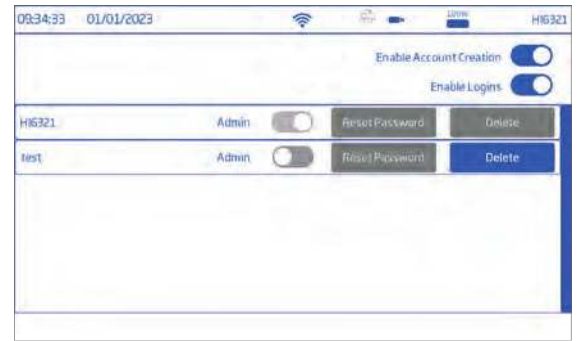 09:34:33 01/01/2023 100% HI6321
Enable Account Creation
Enable Logins
HI6321 Admin Reset Password Delete
test Admin Reset Password Delete